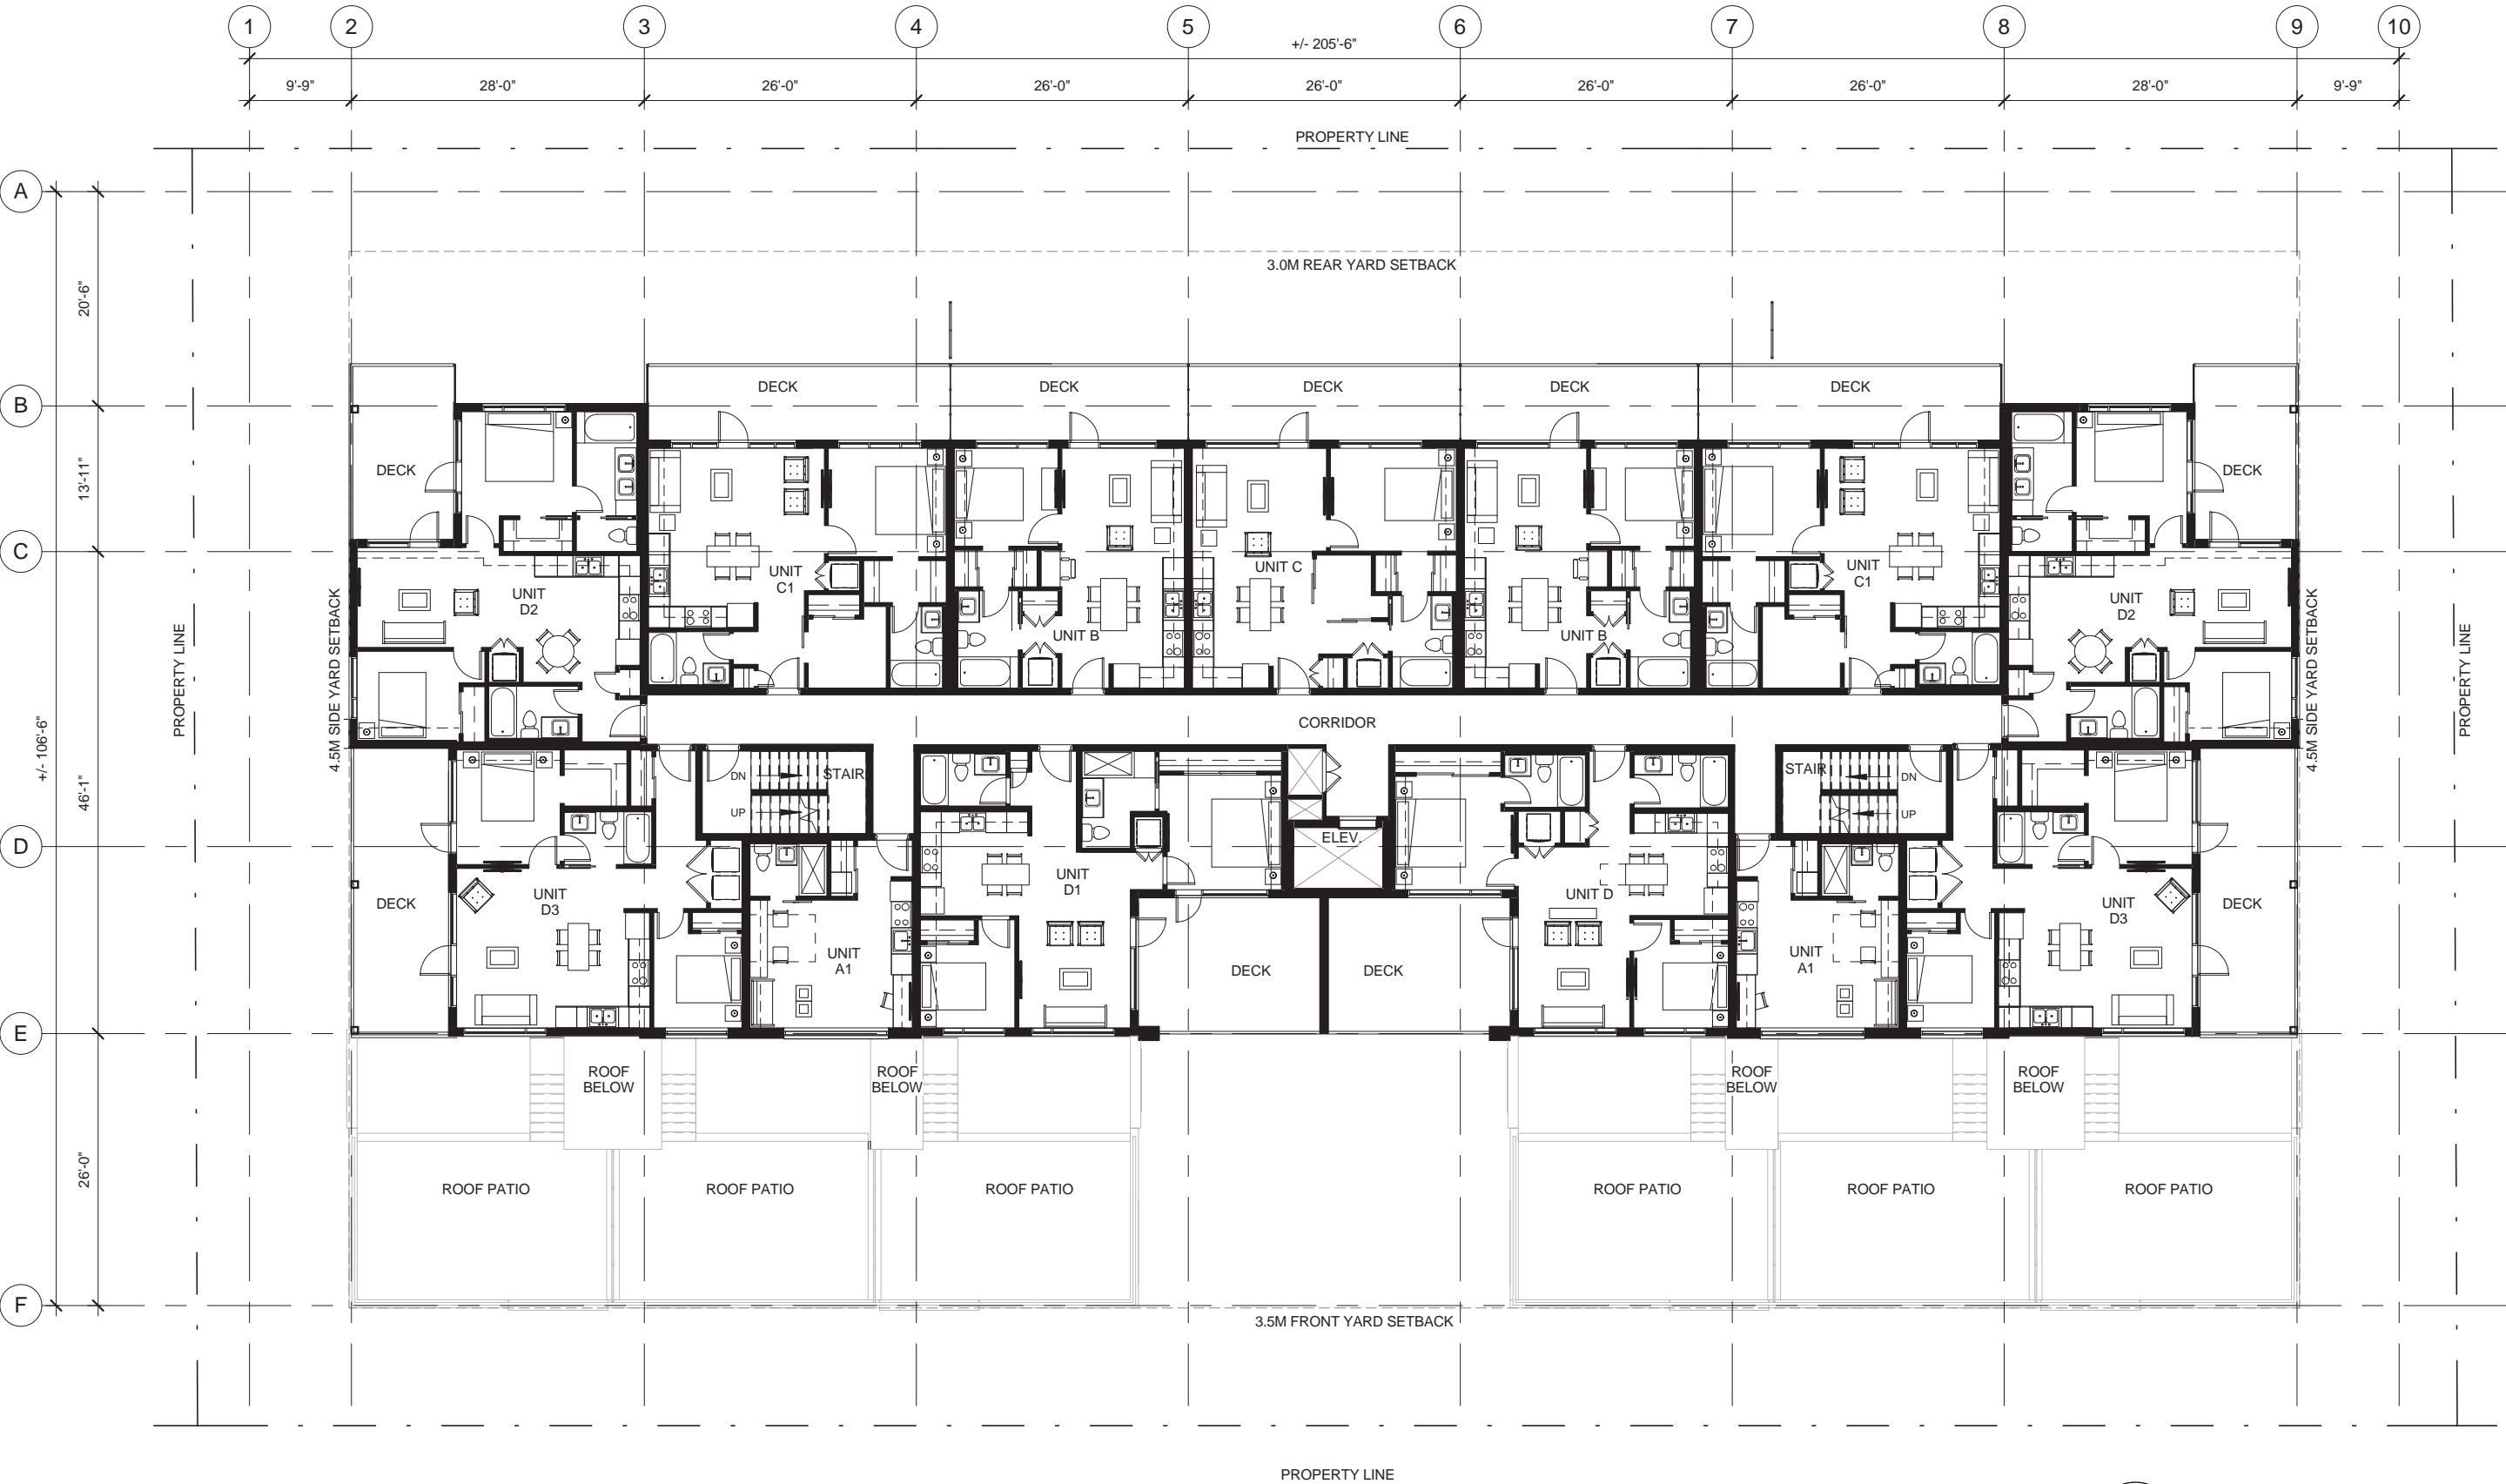 1 2 3 4 5 6 7 8 9 10
+/- 205'-6"
9'-9" 28'-0" 26'-0" 26'-0" 26'-0" 26'-0" 26'-0" 28'-0" 9'-9"
PROPERTY LINE
A
3.0M REAR YARD SETBACK
20'-6"
DECK DECK DECK DECK DECK
B
DECK DECK
13'-11"
C
UNIT C
UNIT
C1
UNIT
C1
UNIT
D2
UNIT
D2
UNIT B UNIT B
PROPERTY LINE
4.5M SIDE YARD SETBACK
4.5M SIDE YARD SETBACK
PROPERTY LINE
CORRIDOR
+/- 106'-6"
46'-1"
DN
STAIR
UP
STAIR
DN
UP
D
ELEV.
UNIT
D1
UNIT D
UNIT
D3
UNIT
D3
DECK DECK
UNIT
A1
UNIT
A1
DECK DECK
E
ROOF
BELOW
ROOF
BELOW
ROOF
BELOW
ROOF
BELOW
26'-0"
ROOF PATIO ROOF PATIO ROOF PATIO ROOF PATIO ROOF PATIO ROOF PATIO
F
3.5M FRONT YARD SETBACK
PROPERTY LINE